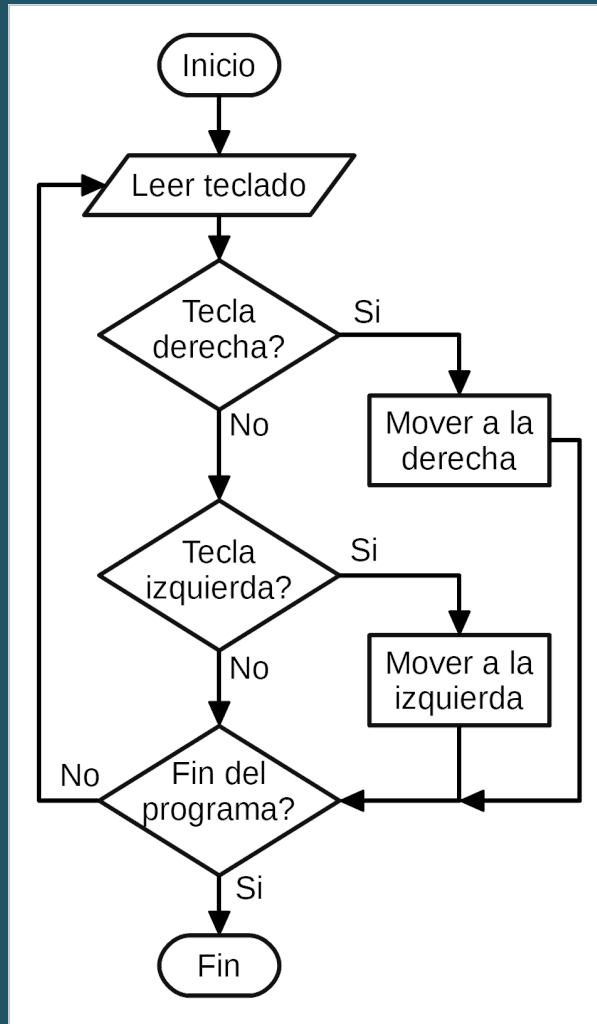 Inicio
Leer teclado
Tecla
derecha?
Si
Mover a la
derecha
No
Tecla
izquierda?
Si
Mover a la
izquierda
No
Fin del
programa?
No
Si
Fin